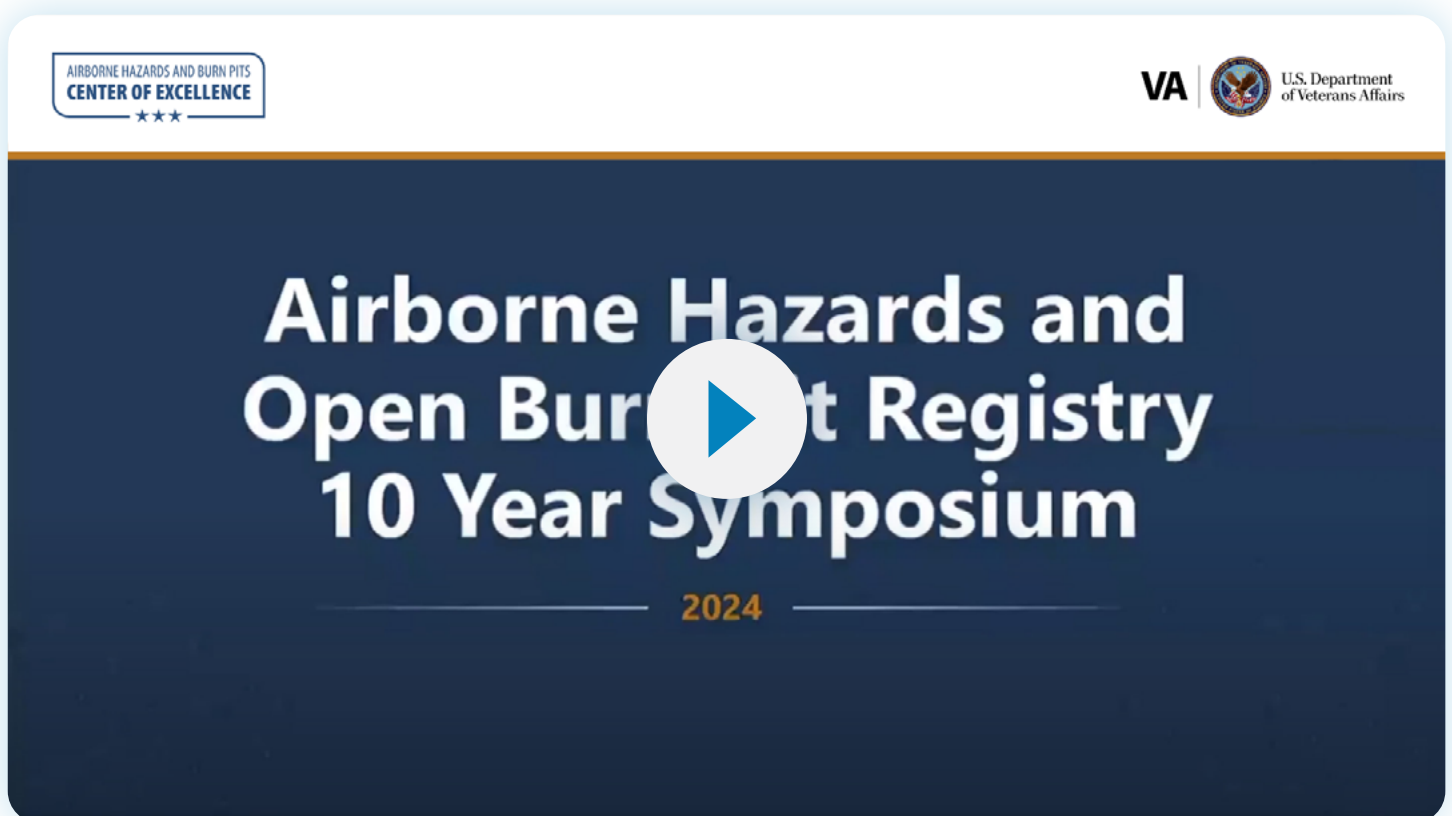 AIRBORNE HAZARDS AND BURN PITS
CENTER OF EXCELLENCE
VA
U.S. Department
of Veterans Affairs
Airborne Hazards and
Open Registry
10 Year Symposium
2024